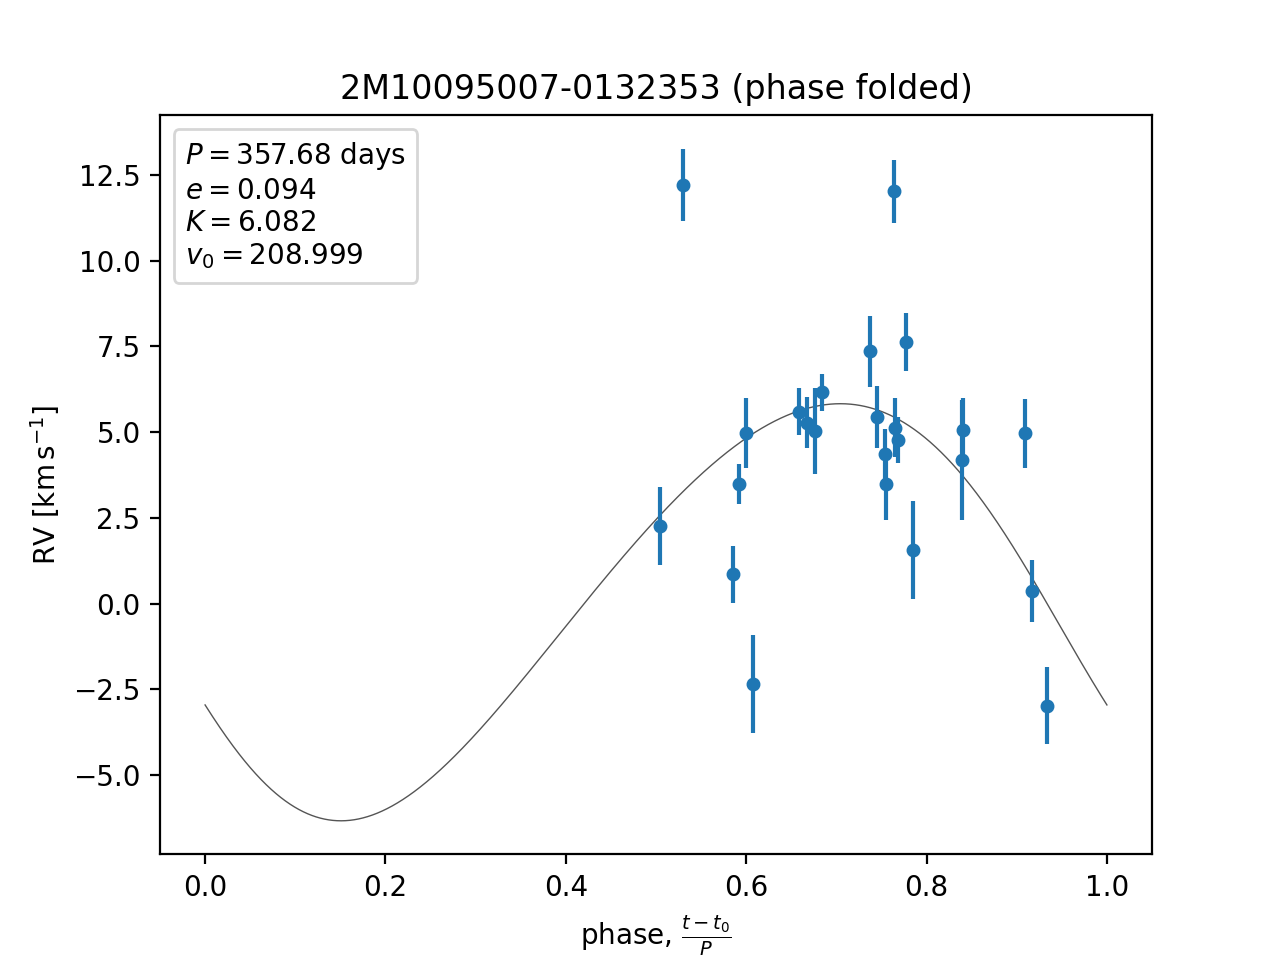 2M10095007-0132353 (phase folded)
P = 357.68 days
e = 0.094
K = 6.082
v₀ = 208.999
12.5
10.0
7.5
5.0
2.5
0.0
−2.5
−5.0
RV [km s⁻¹]
0.0 0.2 0.4 0.6 0.8 1.0
phase, (t − t₀)/P